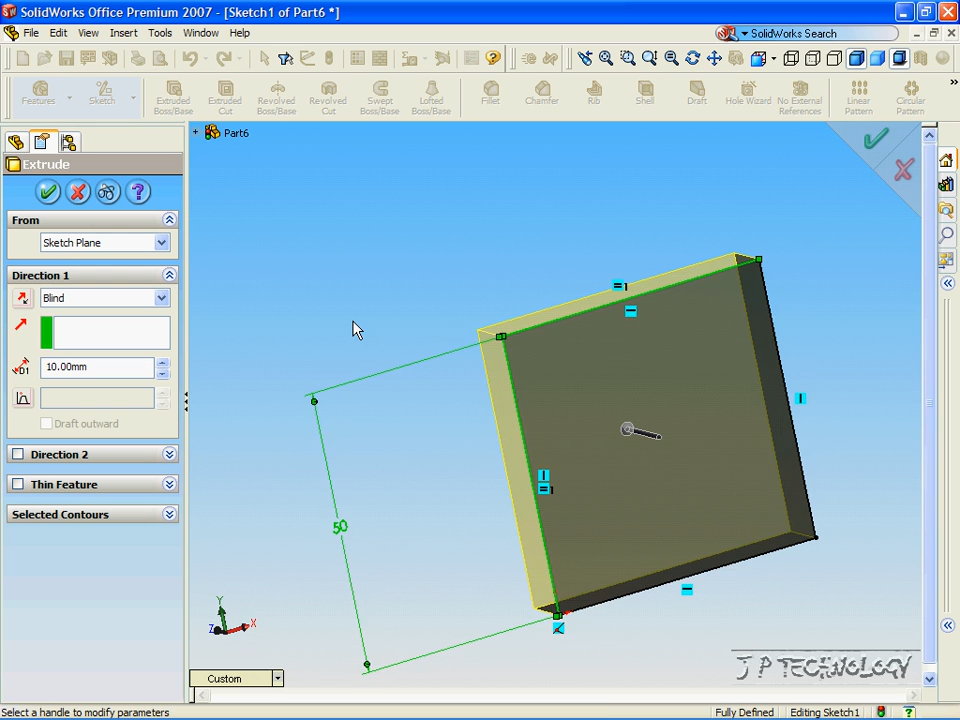 SolidWorks Office Premium 2007 - [Sketch1 of Part6 *]
File Edit View Insert Tools Window Help
SolidWorks Search
Features Sketch Extruded Boss/Base Extruded Cut Revolved Boss/Base Revolved Cut Swept Boss/Base Lofted Boss/Base Fillet Chamfer Rib Shell Draft Hole Wizard No External References Linear Pattern Circular Pattern
Part6
Extrude
From
Sketch Plane
Direction 1
Blind
D1
10.00mm
Draft outward
Direction 2
Thin Feature
Selected Contours
1
1
50
Y
Z
X
Custom
J P TECHNOLOGY
Select a handle to modify parameters
Fully Defined
Editing Sketch1